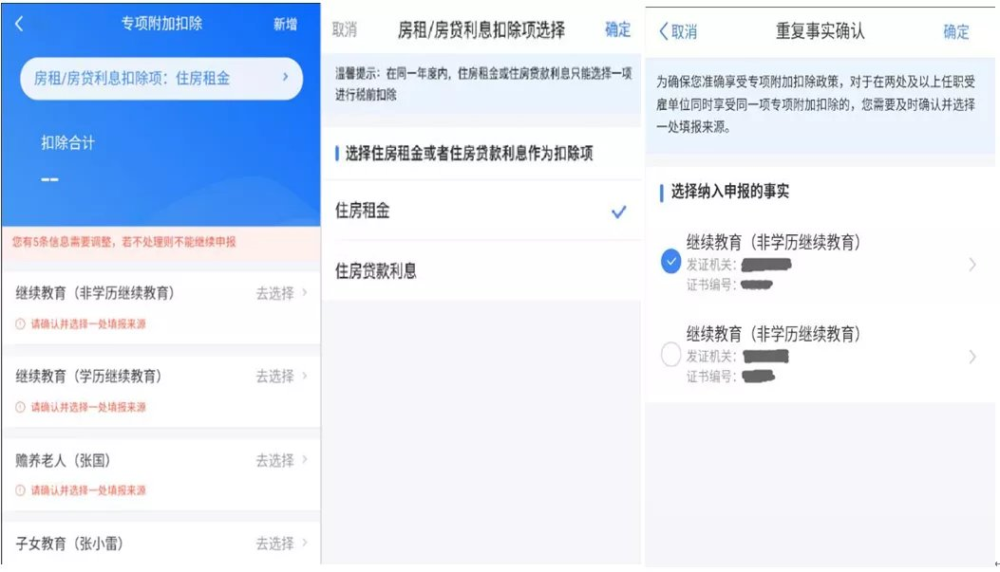 专项附加扣除
新增
房租/房贷利息扣除项：住房租金
扣除合计
--
您有5条信息需要调整，若不处理则不能继续申报
继续教育（非学历继续教育）
去选择
请确认并选择一处填报来源
继续教育（学历继续教育）
去选择
请确认并选择一处填报来源
赡养老人（张国）
去选择
请确认并选择一处填报来源
子女教育（张小雷）
去选择
取消
房租/房贷利息扣除项选择
确定
温馨提示：在同一年度内，住房租金或住房贷款利息只能选择一项
进行税前扣除
选择住房租金或者住房贷款利息作为扣除项
住房租金
住房贷款利息
取消
重复事实确认
确定
为确保您准确享受专项附加扣除政策，对于在两处及以上任职受
雇单位同时享受同一项专项附加扣除的，您需要及时确认并选择
一处填报来源。
选择纳入申报的事实
继续教育（非学历继续教育）
发证机关：
证书编号：
继续教育（非学历继续教育）
发证机关：
证书编号：